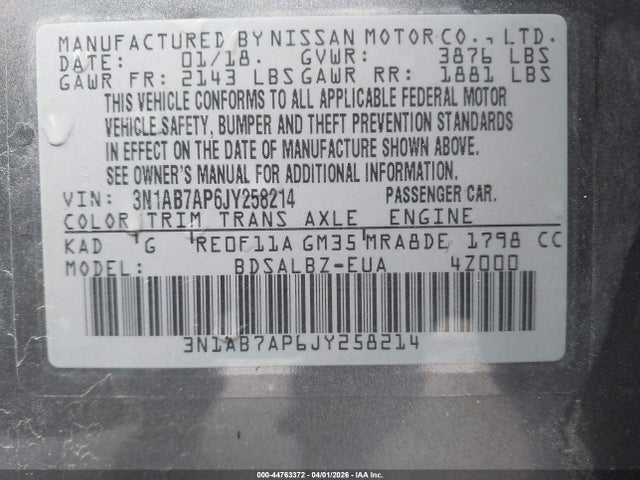 MANUFACTURED BY NISSAN MOTOR CO., LTD.
DATE: 01/18. GVWR: 3876 LBS
GAWR FR: 2143 LBS GAWR RR: 1881 LBS
THIS VEHICLE CONFORMS TO ALL APPLICABLE FEDERAL MOTOR
VEHICLE SAFETY, BUMPER AND THEFT PREVENTION STANDARDS
IN EFFECT ON THE DATE OF MANUFACTURE SHOWN ABOVE.
SEE OWNER'S MANUAL FOR ADDITIONAL INFORMATION.
VIN: 3N1AB7AP6JY258214 PASSENGER CAR.
COLOR TRIM TRANS AXLE ENGINE
KAD G RE0F11A GM35 MRA8DE 1798 CC
MODEL: BDSALBZ-EUA 4Z000
3N1AB7AP6JY258214
000-44763372 - 04/01/2026 - IAA Inc.